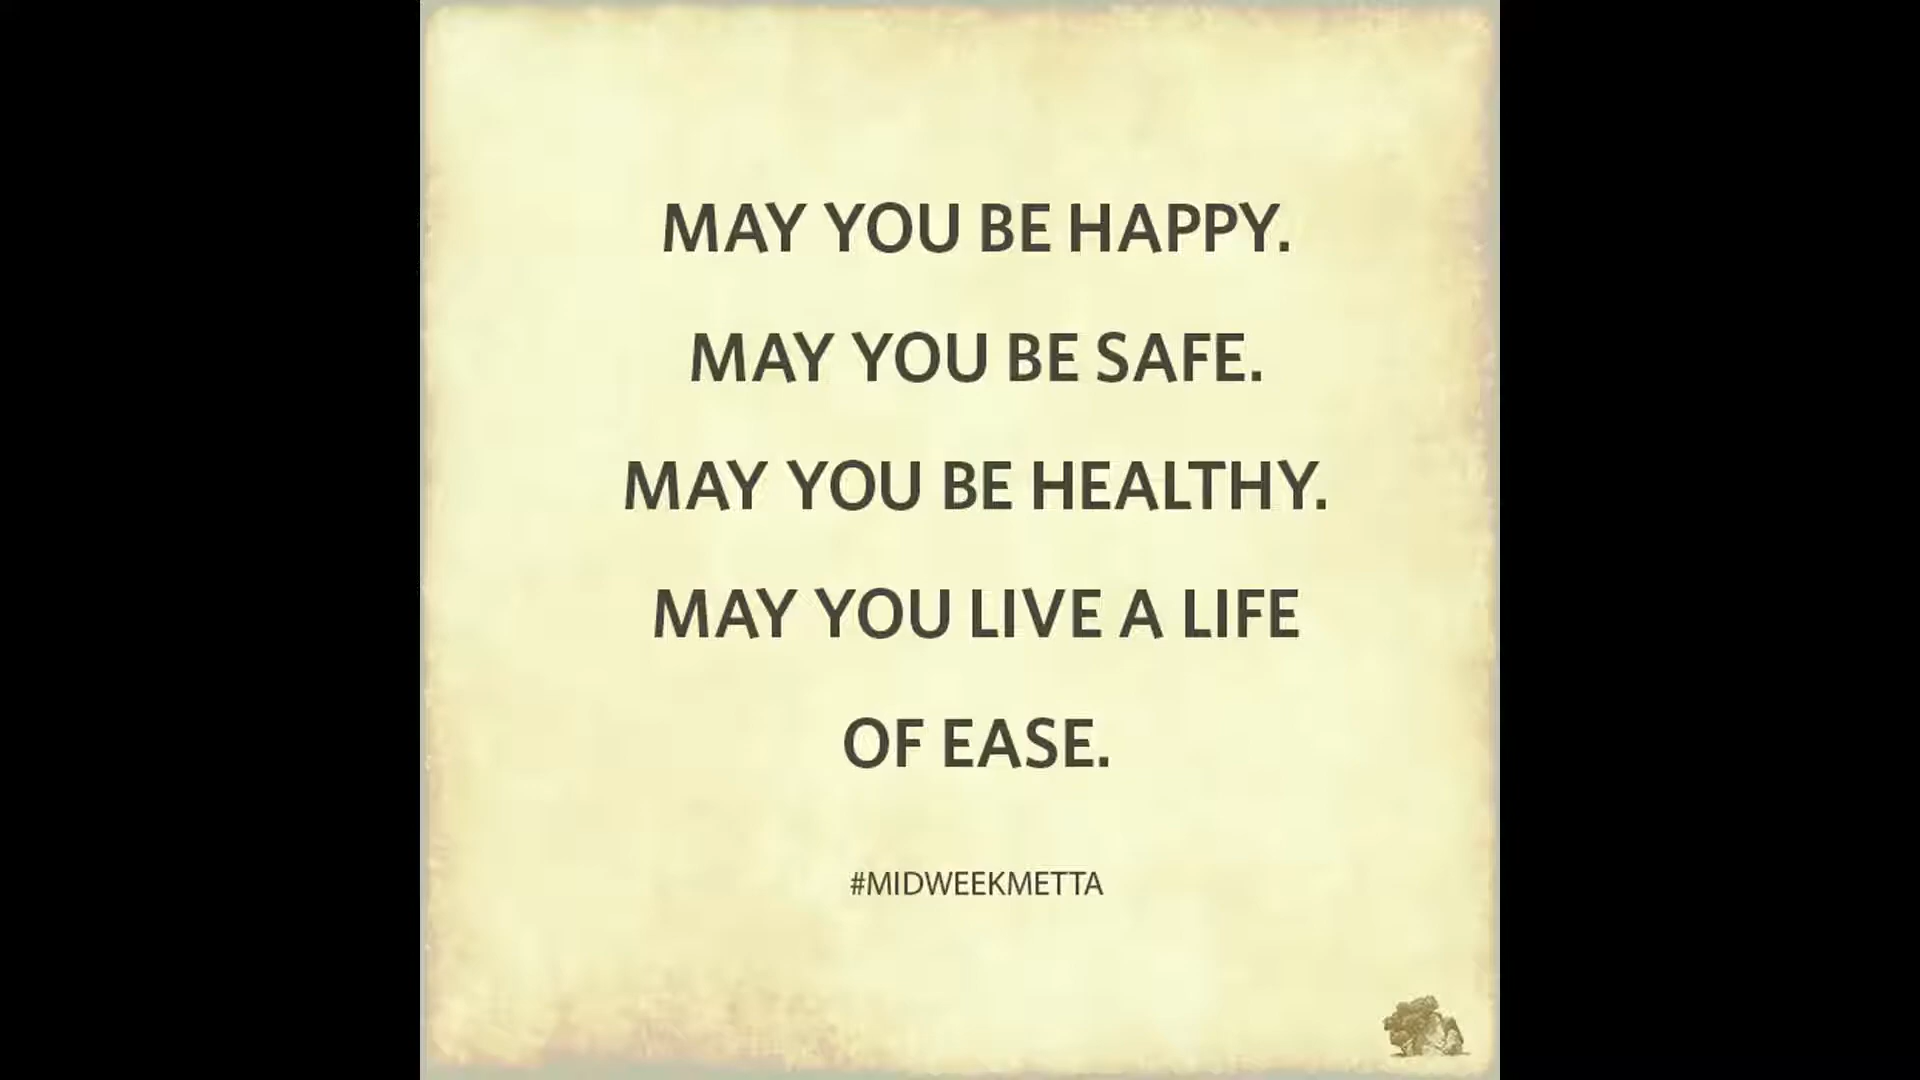 MAY YOU BE HAPPY.
MAY YOU BE SAFE.
MAY YOU BE HEALTHY.
MAY YOU LIVE A LIFE
OF EASE.
#MIDWEEKMETTA